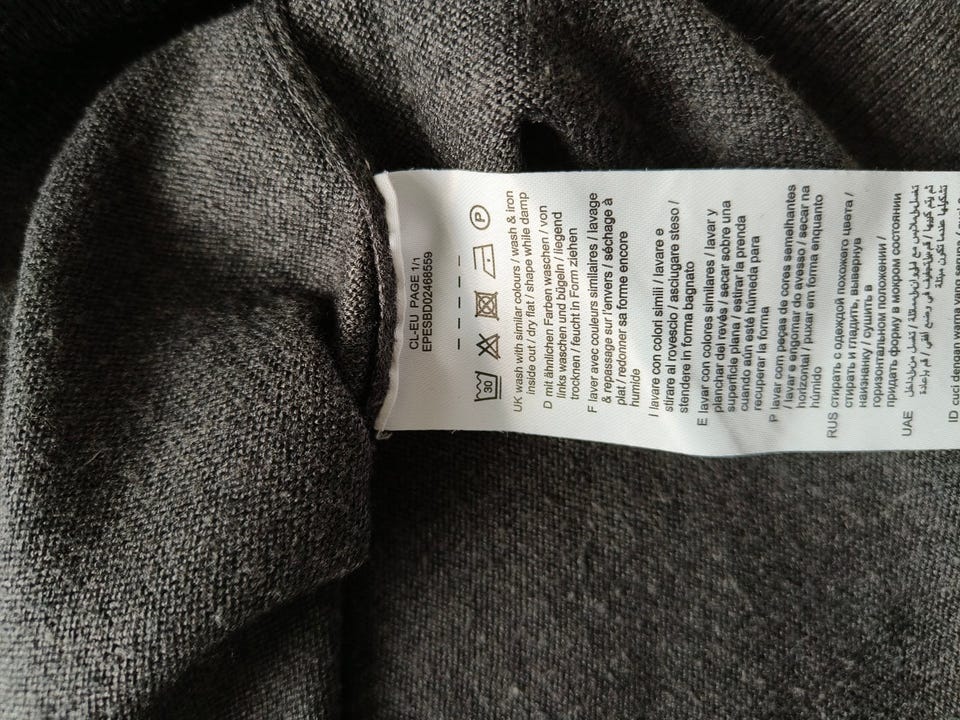 CL-EU PAGE 1/1
EPESBD02468559
30
P
UK wash with similar colours / wash & iron
inside out / dry flat / shape while damp
D mit ähnlichen Farben waschen / von
links waschen und bügeln / liegend
trocknen / feucht in Form ziehen
F laver avec couleurs similaires / lavage
& repassage sur l'envers / séchage à
plat / redonner sa forme encore
humide
I lavare con colori simili / lavare e
stirare al rovescio / asciugare steso /
stendere in forma bagnato
E lavar con colores similares / lavar y
planchar del revés / secar sobre una
superficie plana / estirar la prenda
cuando aún esté húmeda para
recuperar la forma
P lavar com peças de cores semelhantes
/ lavar e engomar do avesso / secar na
horizontal / puxar em forma enquanto
húmido
RUS стирать с одеждой похожего цвета /
стирать и гладить, вывернув
наизнанку / сушить в
горизонтальном положении /
придать форму в мокром состоянии
UAE
ID cuci dengan warna